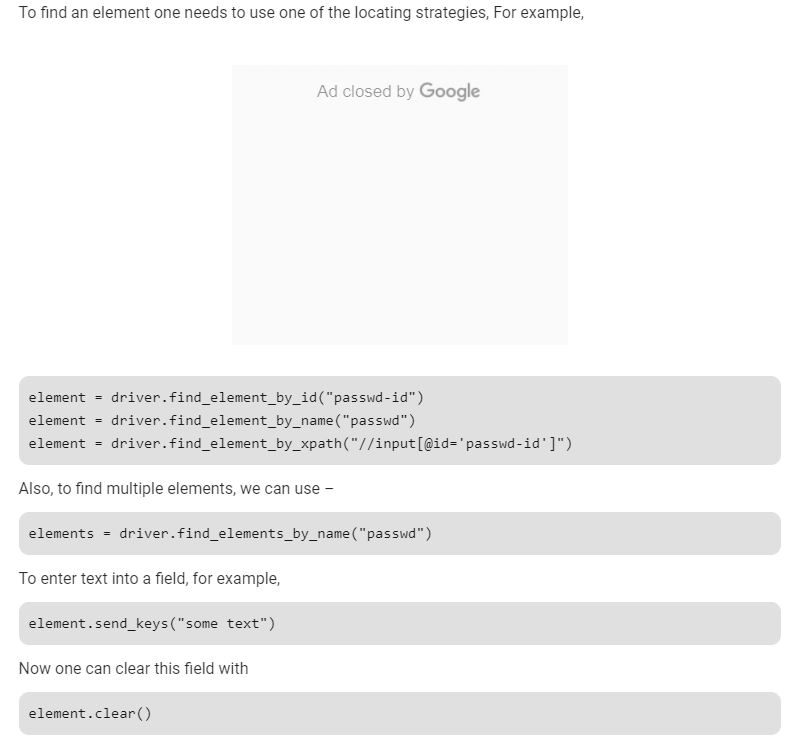 To find an element one needs to use one of the locating strategies, For example,
Ad closed by Google
element = driver.find_element_by_id("passwd-id")
element = driver.find_element_by_name("passwd")
element = driver.find_element_by_xpath("//input[@id='passwd-id']")
Also, to find multiple elements, we can use –
elements = driver.find_elements_by_name("passwd")
To enter text into a field, for example,
element.send_keys("some text")
Now one can clear this field with
element.clear()